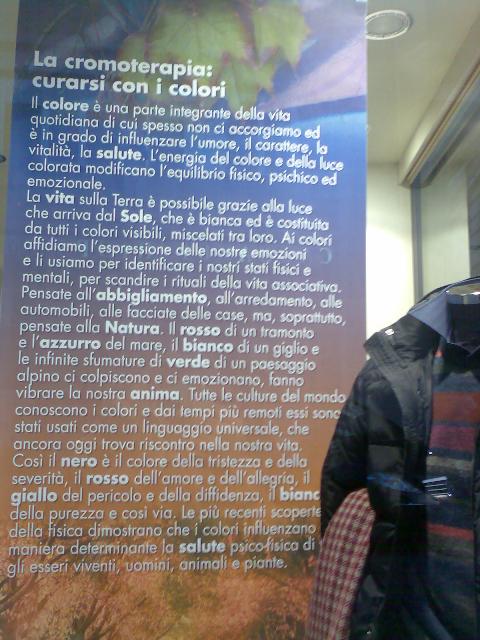 La cromoterapia:
curarsi con i colori
Il colore è una parte integrante della vita
quotidiana di cui spesso non ci accorgiamo ed
è in grado di influenzare l'umore, il carattere, la
vitalità, la salute. L'energia del colore e della luce
colorata modificano l'equilibrio fisico, psichico ed
emozionale.
La vita sulla Terra è possibile grazie alla luce
che arriva dal Sole, che è bianca ed è costituita
da tutti i colori visibili, miscelati tra loro. Ai colori
affidiamo l'espressione delle nostre emozioni
e li usiamo per identificare i nostri stati fisici e
mentali, per scandire i rituali della vita associativa.
Pensate all'abbigliamento, all'arredamento, alle
automobili, alle facciate delle case, ma, soprattutto,
pensate alla Natura. Il rosso di un tramonto
e l'azzurro del mare, il bianco di un giglio e
le infinite sfumature di verde di un paesaggio
alpino ci colpiscono e ci emozionano, fanno
vibrare la nostra anima. Tutte le culture del mondo
conoscono i colori e dai tempi più remoti essi sono
stati usati come un linguaggio universale, che
ancora oggi trova riscontro nella nostra vita.
Così il nero è il colore della tristezza e della
severità, il rosso dell'amore e dell'allegria, il
giallo del pericolo e della diffidenza, il bianc
della purezza e così via. Le più recenti scoperte
della fisica dimostrano che i colori influenzano
maniera determinante la salute psico-fisica di
gli esseri viventi, uomini, animali e piante.